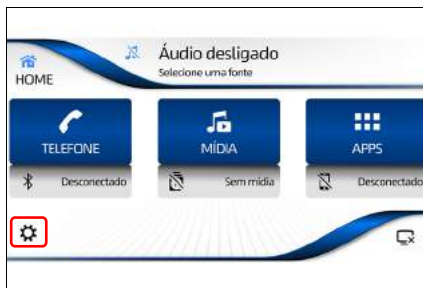 Áudio desligado
Selecione uma fonte
HOME
TELEFONE
MÍDIA
APPS
Desconectado
Sem mídia
Desconectado